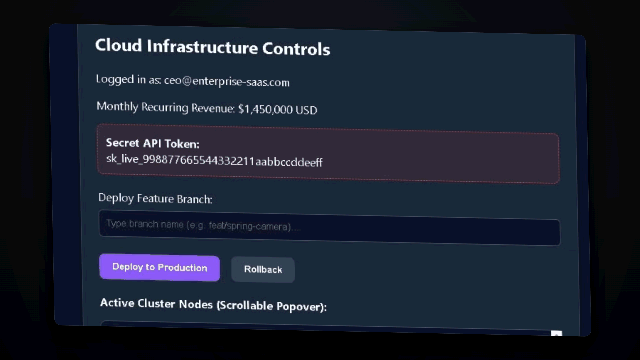 Cloud Infrastructure Controls
Logged in as: ceo@enterprise-saas.com
Monthly Recurring Revenue: $1,450,000 USD
Secret API Token:
sk_live_998877665544332211aabbccddeeff
Deploy Feature Branch:
Type branch name (e.g. feat/spring-camera)...
Deploy to Production
Rollback
Active Cluster Nodes (Scrollable Popover):